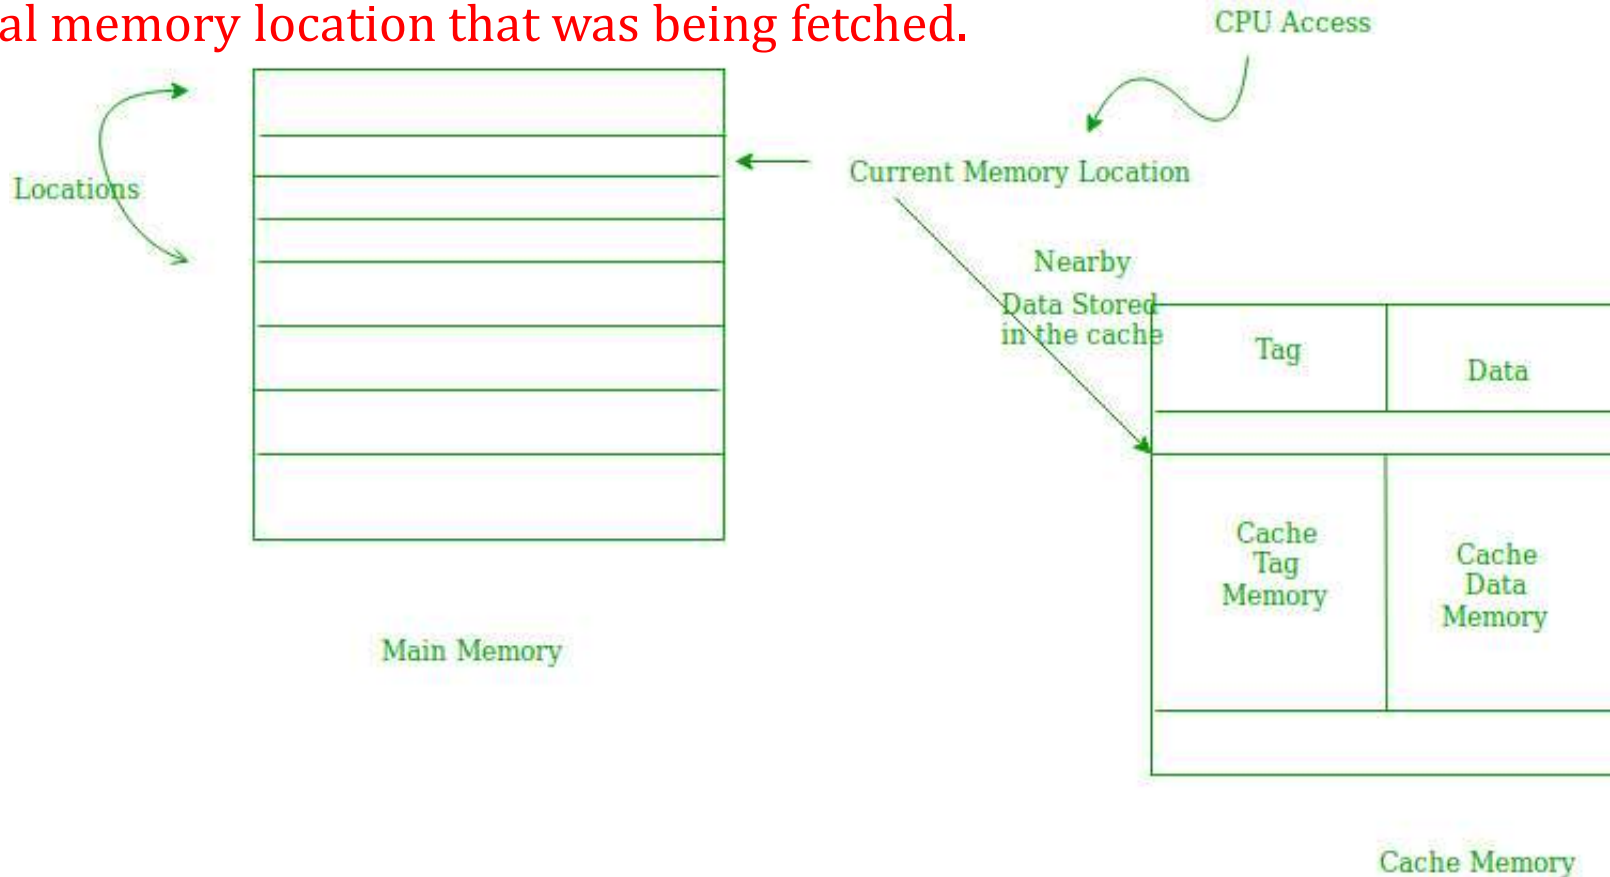 al memory location that was being fetched.
CPU Access
Current Memory Location
Locations
Nearby
Data Stored
in the cache
Tag
Data
Cache
Tag
Memory
Cache
Data
Memory
Main Memory
Cache Memory